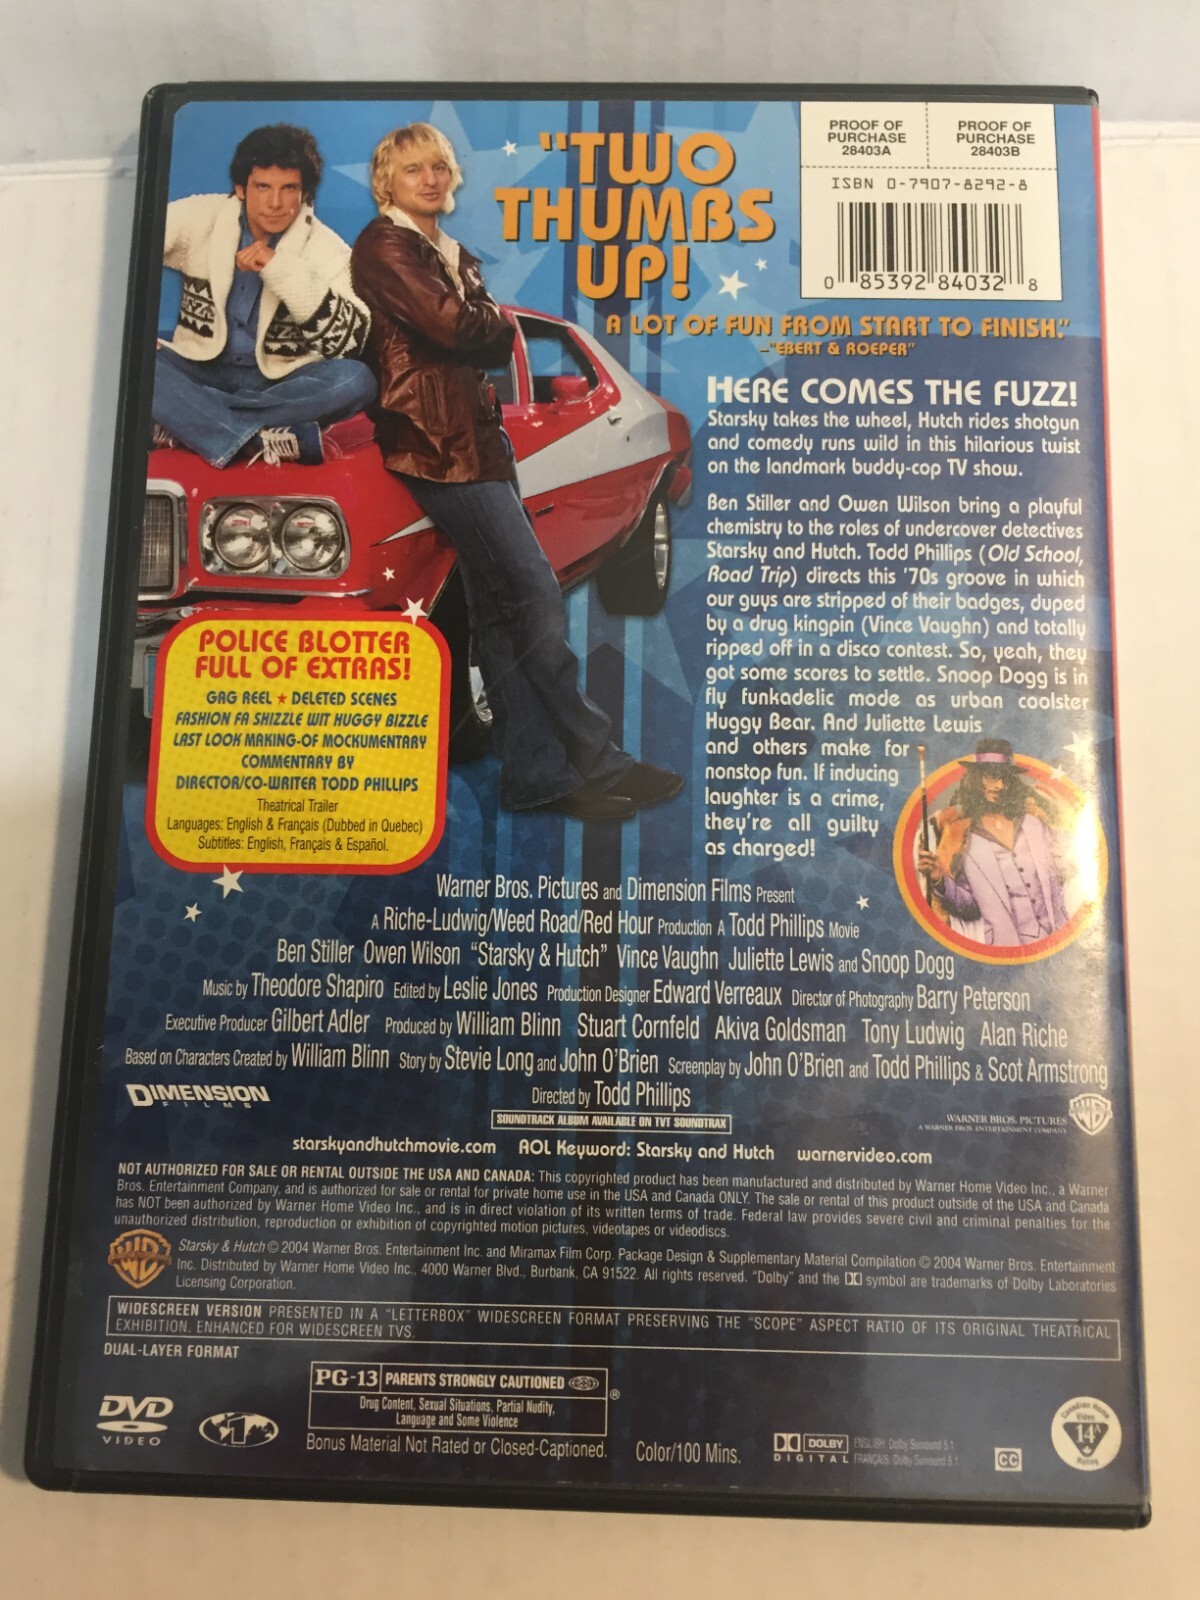 "TWO
THUMBS
UP!
A LOT OF FUN FROM START TO FINISH."
–"EBERT & ROEPER"
PROOF OF PURCHASE 28403A
PROOF OF PURCHASE 28403B
ISBN 0-7907-8292-8
0 85392 84032 8
HERE COMES THE FUZZ!
Starsky takes the wheel, Hutch rides shotgun
and comedy runs wild in this hilarious twist
on the landmark buddy-cop TV show.
Ben Stiller and Owen Wilson bring a playful
chemistry to the roles of undercover detectives
Starsky and Hutch. Todd Phillips (Old School,
Road Trip) directs this '70s groove in which
our guys are stripped of their badges, duped
by a drug kingpin (Vince Vaughn) and totally
ripped off in a disco contest. So, yeah, they
got some scores to settle. Snoop Dogg is in
fly funkadelic mode as urban coolster
Huggy Bear. And Juliette Lewis
and others make for
nonstop fun. If inducing
laughter is a crime,
they're all guilty
as charged!
POLICE BLOTTER
FULL OF EXTRAS!
GAG REEL ★ DELETED SCENES
FASHION FA SHIZZLE WIT HUGGY BIZZLE
LAST LOOK MAKING-OF MOCKUMENTARY
COMMENTARY BY
DIRECTOR/CO-WRITER TODD PHILLIPS
Theatrical Trailer
Languages: English & Français (Dubbed in Quebec)
Subtitles: English, Français & Español.
Warner Bros. Pictures and Dimension Films Present
A Riche-Ludwig/Weed Road/Red Hour Production A Todd Phillips Movie
Ben Stiller Owen Wilson "Starsky & Hutch" Vince Vaughn Juliette Lewis and Snoop Dogg
Music by Theodore Shapiro Edited by Leslie Jones Production Designer Edward Verreaux Director of Photography Barry Peterson
Executive Producer Gilbert Adler Produced by William Blinn Stuart Cornfeld Akiva Goldsman Tony Ludwig Alan Riche
Based on Characters Created by William Blinn Story by Stevie Long and John O'Brien Screenplay by John O'Brien and Todd Phillips & Scot Armstrong
Directed by Todd Phillips
DIMENSION
FILMS
SOUNDTRACK ALBUM AVAILABLE ON TVT SOUNDTRAX
WARNER BROS. PICTURES
A WARNER BROS. ENTERTAINMENT COMPANY
starskyandhutchmovie.com AOL Keyword: Starsky and Hutch warnervideo.com
NOT AUTHORIZED FOR SALE OR RENTAL OUTSIDE THE USA AND CANADA: This copyrighted product has been manufactured and distributed by Warner Home Video Inc., a Warner
Bros. Entertainment Company, and is authorized for sale or rental for private home use in the USA and Canada ONLY. The sale or rental of this product outside of the USA and Canada
has NOT been authorized by Warner Home Video Inc., and is in direct violation of its written terms of trade. Federal law provides severe civil and criminal penalties for the
unauthorized distribution, reproduction or exhibition of copyrighted motion pictures, videotapes or videodiscs.
Starsky & Hutch © 2004 Warner Bros. Entertainment Inc. and Miramax Film Corp. Package Design & Supplementary Material Compilation © 2004 Warner Bros. Entertainment
Inc. Distributed by Warner Home Video Inc., 4000 Warner Blvd., Burbank, CA 91522. All rights reserved. "Dolby" and the DD symbol are trademarks of Dolby Laboratories
Licensing Corporation.
WIDESCREEN VERSION PRESENTED IN A "LETTERBOX" WIDESCREEN FORMAT PRESERVING THE "SCOPE" ASPECT RATIO OF ITS ORIGINAL THEATRICAL
EXHIBITION. ENHANCED FOR WIDESCREEN TVS.
DUAL-LAYER FORMAT
DVD
VIDEO
1
PG-13 PARENTS STRONGLY CAUTIONED ®
Drug Content, Sexual Situations, Partial Nudity,
Language and Some Violence
Bonus Material Not Rated or Closed-Captioned.
Color/100 Mins.
DOLBY
DIGITAL
ENGLISH: Dolby Surround 5.1
FRANÇAIS: Dolby Surround 5.1
CC
Canadian Home
Video
14A
Rating